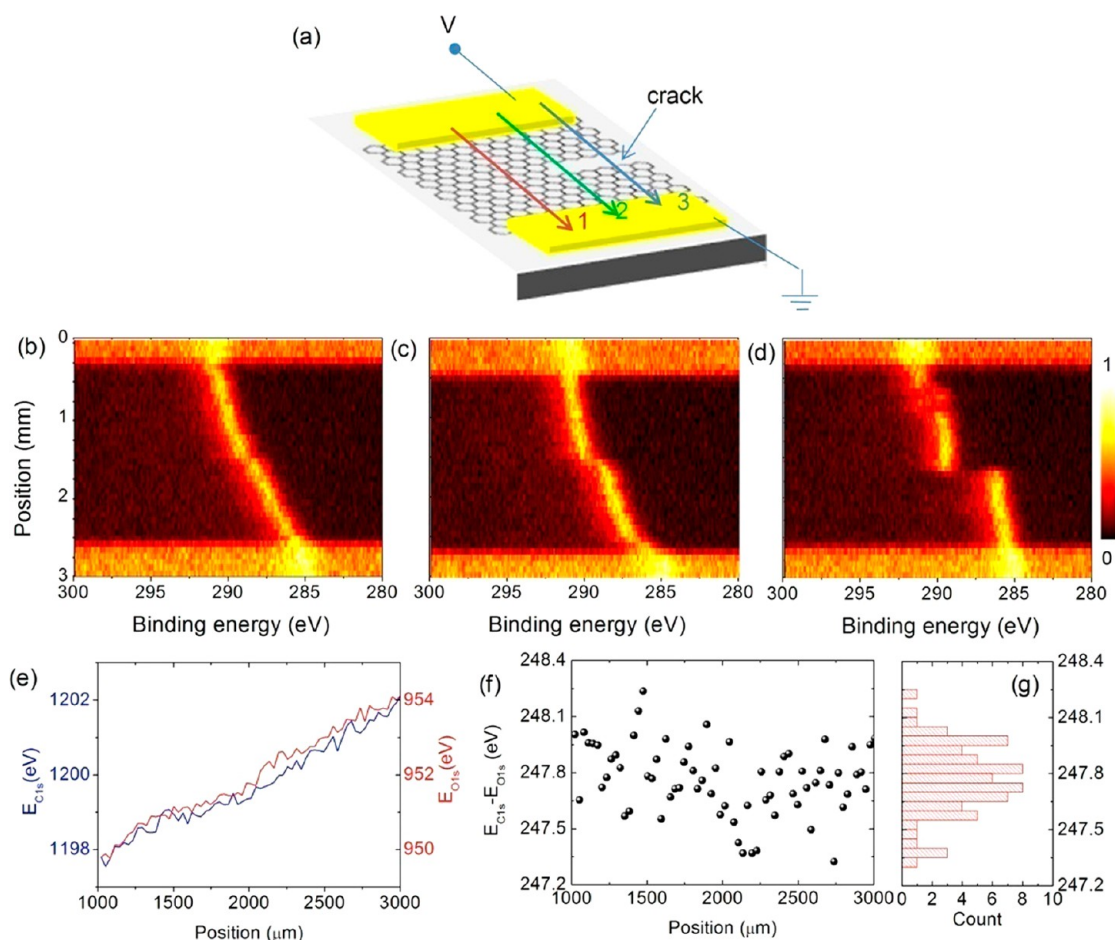 (a)
V
crack
1
2
3
(b)
(c)
(d)
0
1
2
3
Position (mm)
300 295 290 285 280
300 295 290 285 280
300 295 290 285 280
Binding energy (eV)
Binding energy (eV)
Binding energy (eV)
1
0
(e)
1202
1200
1198
E_C1s(eV)
954
952
950
E_O1s(eV)
1000 1500 2000 2500 3000
Position (μm)
(f)
248.4
248.1
247.8
247.5
247.2
E_C1s-E_O1s (eV)
1000 1500 2000 2500 3000
Position (μm)
(g)
248.4
248.1
247.8
247.5
247.2
0 2 4 6 8 10
Count